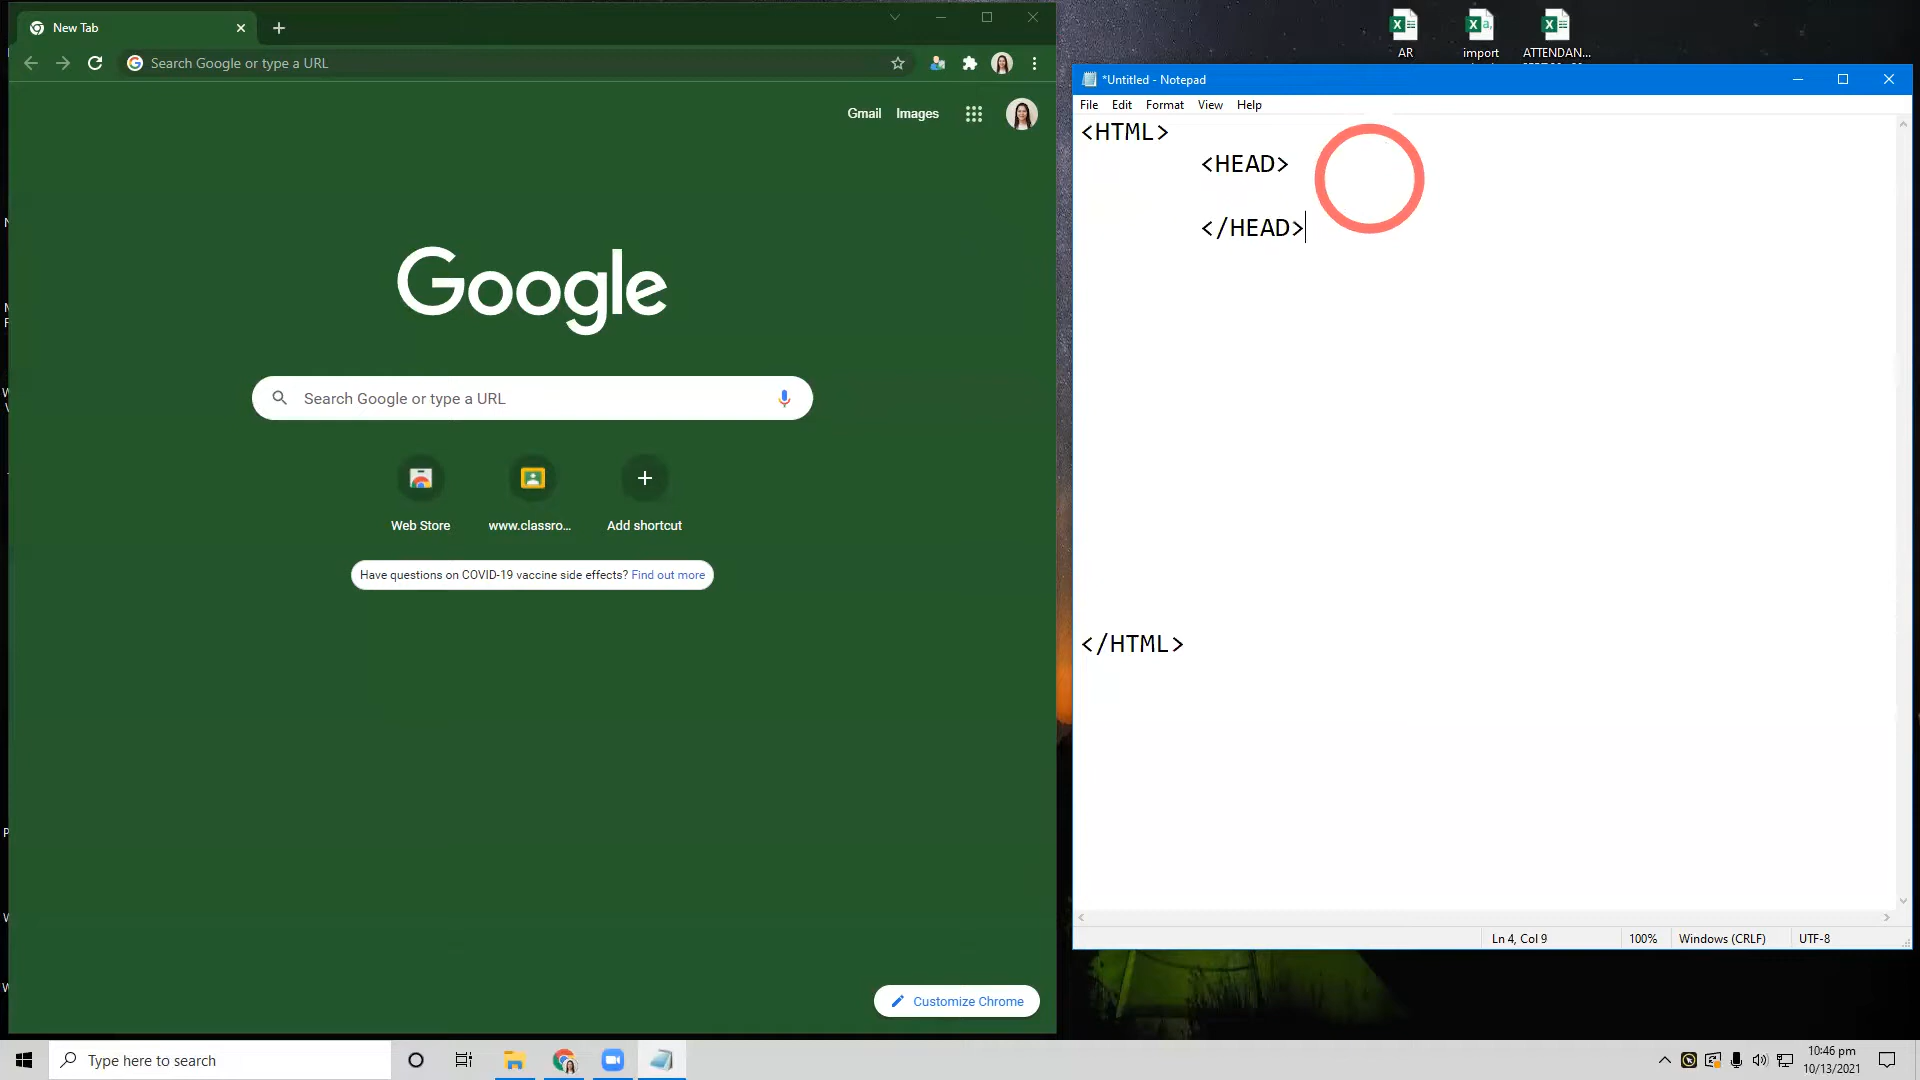 New Tab
Search Google or type a URL
Gmail Images
Google
Search Google or type a URL
Web Store
www.classro...
Add shortcut
Have questions on COVID-19 vaccine side effects? Find out more
Customize Chrome
AR
import
ATTENDAN...
*Untitled - Notepad
File Edit Format View Help
<HTML>
<HEAD>
</HEAD>
</HTML>
Ln 4, Col 9
100%
Windows (CRLF)
UTF-8
Type here to search
10:46 pm
10/13/2021